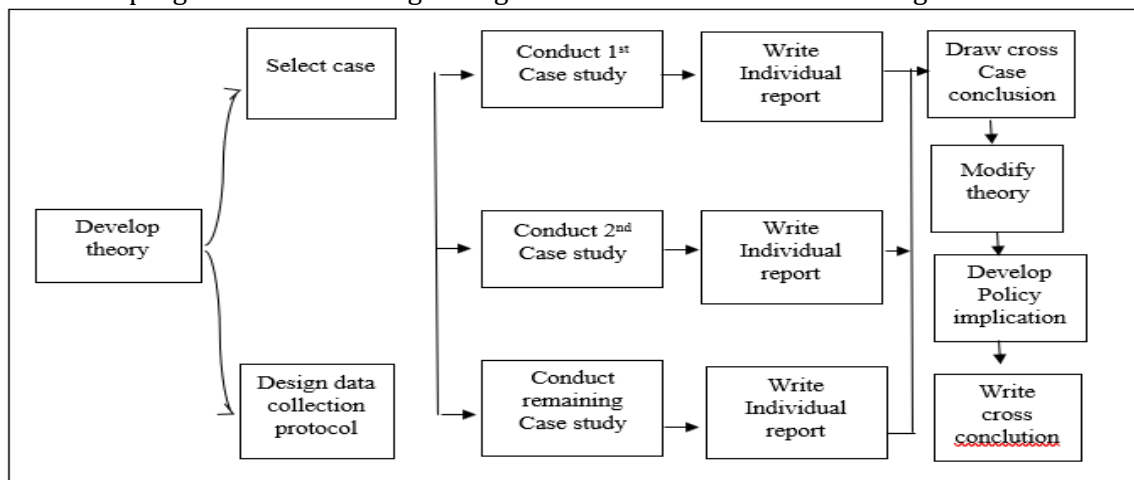 Develop
theory
Select case
Design data
collection
protocol
Conduct 1st
Case study
Write
Individual
report
Conduct 2nd
Case study
Write
Individual
report
Conduct
remaining
Case study
Write
Individual
report
Draw cross
Case
conclusion
Modify
theory
Develop
Policy
implication
Write
cross
conclution